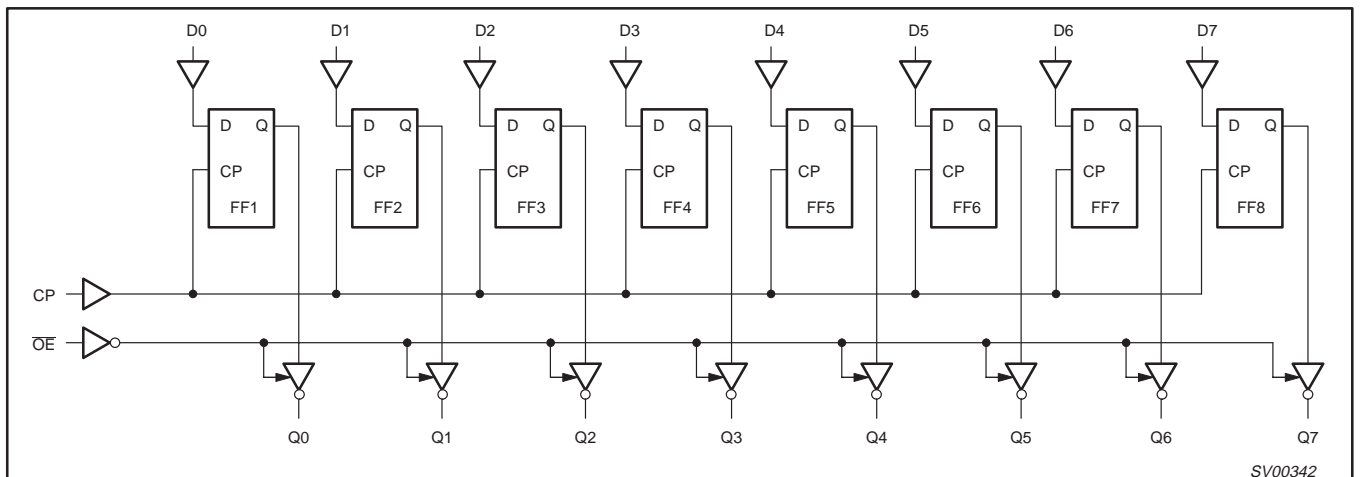 D0 D1 D2 D3 D4 D5 D6 D7
D Q D Q D Q D Q D Q D Q D Q D Q
CP CP CP CP CP CP CP CP
FF1 FF2 FF3 FF4 FF5 FF6 FF7 FF8
CP
OE
Q0 Q1 Q2 Q3 Q4 Q5 Q6 Q7
SV00342